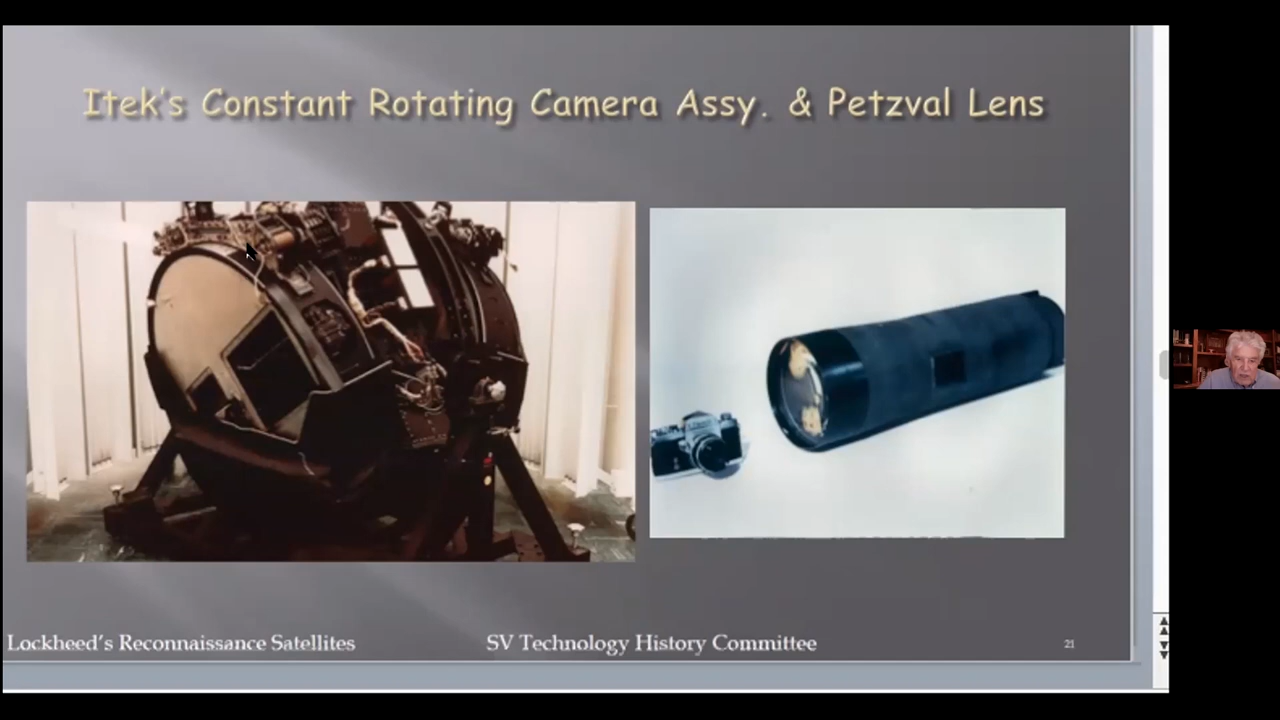 Itek's Constant Rotating Camera Assy. & Petzval Lens
Lockheed's Reconnaissance Satellites
SV Technology History Committee
21